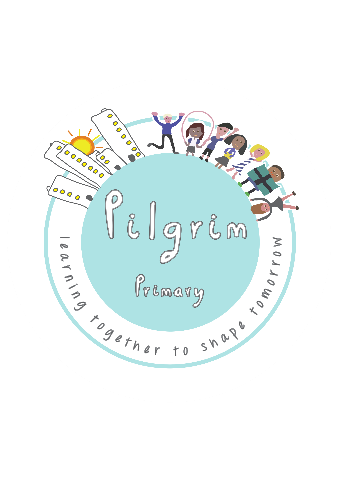 Pilgrim
Primary
learning together to shape tomorrow